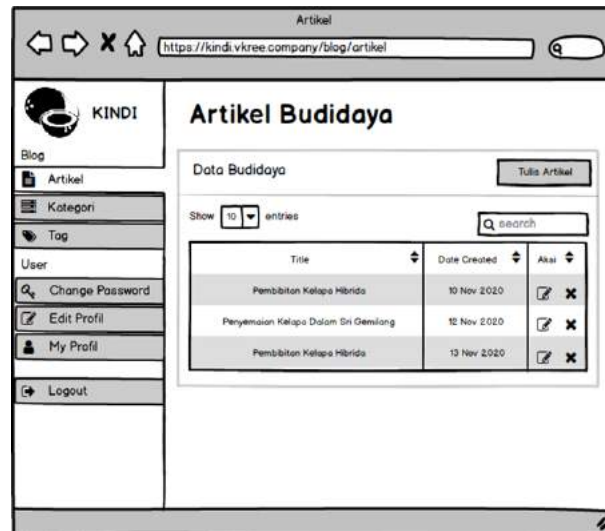 Artikel
https://kindi.vkree.company/blog/artikel
KINDI
Blog
Artikel
Kategori
Tag
User
Change Password
Edit Profil
My Profil
Logout
Artikel Budidaya
Data Budidaya
Tulis Artikel
Show 10 entries
search
Title Date Created Aksi
Pembibitan Kelapa Hibrida 10 Nov 2020
Penyemaian Kelapa Dalam Sri Gemilang 12 Nov 2020
Pembibitan Kelapa Hibrida 13 Nov 2020